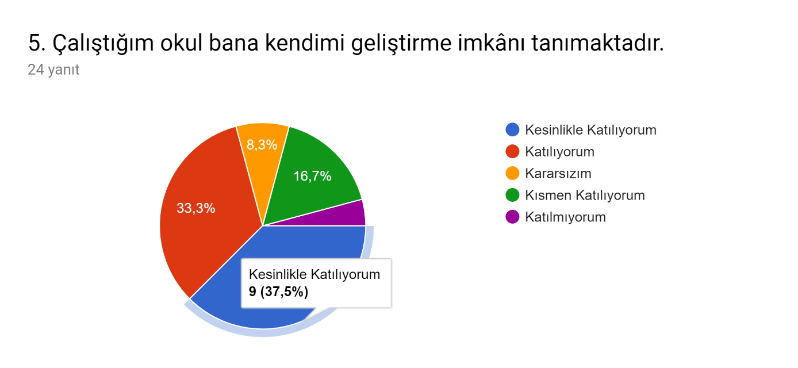 5. Çalıştığım okul bana kendimi geliştirme imkânı tanımaktadır.
24 yanıt
8,3%
16,7%
33,3%
Kesinlikle Katılıyorum
9 (37,5%)
Kesinlikle Katılıyorum
Katılıyorum
Kararsızım
Kısmen Katılıyorum
Katılmıyorum